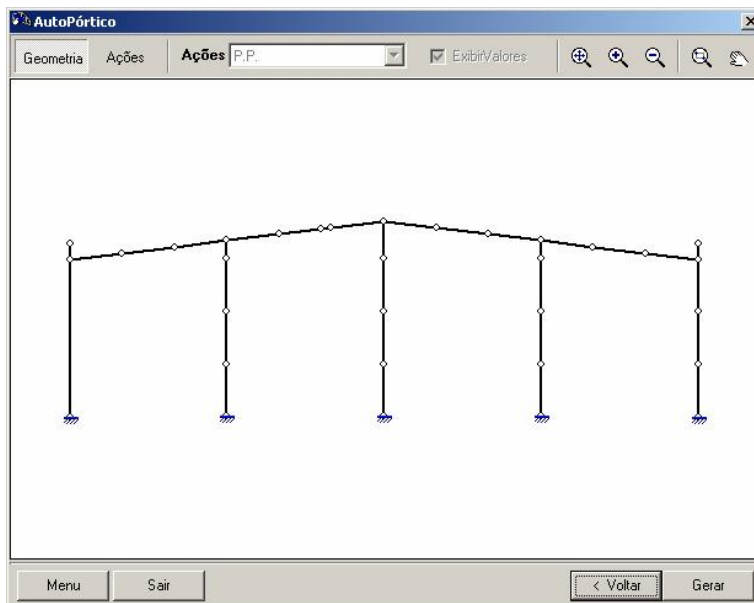 AutoPórtico
Geometria Ações Ações P.P. ExibirValores
Menu Sair < Voltar Gerar